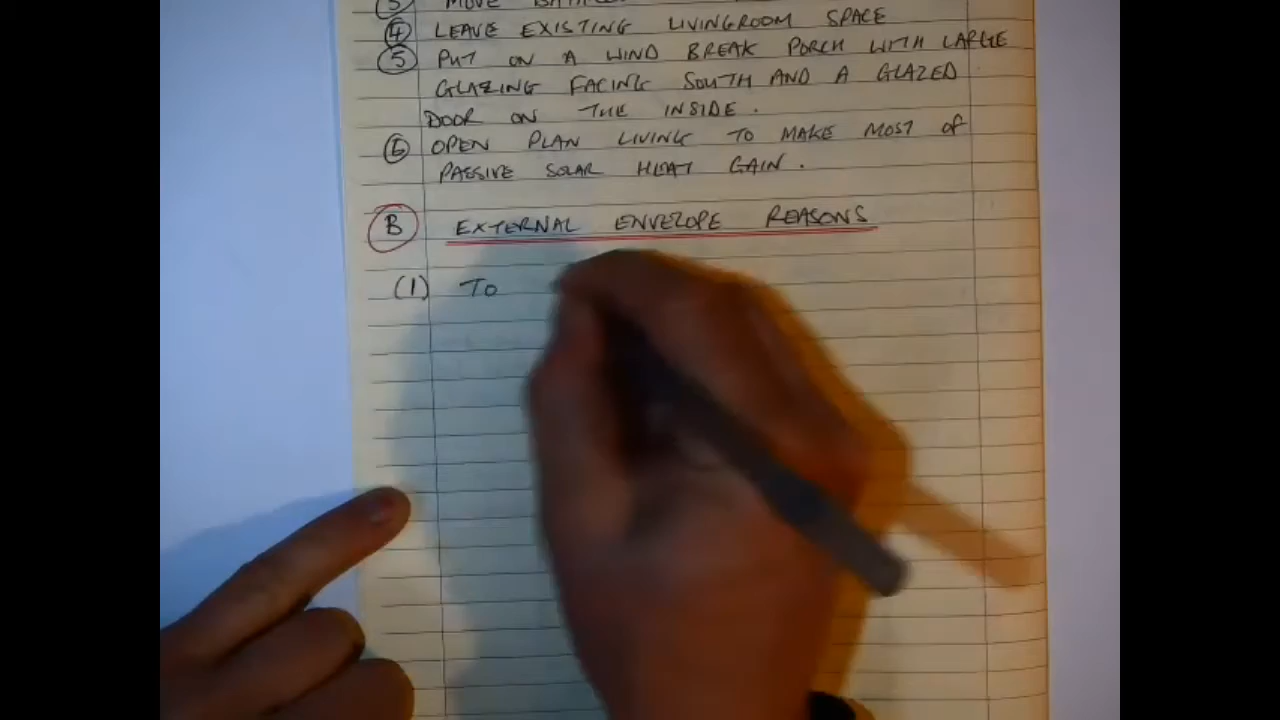 (3) MOVE
(4) LEAVE EXISTING LIVINGROOM SPACE
(5) PUT ON A WIND BREAK PORCH WITH LARGE
GLAZING FACING SOUTH AND A GLAZED
DOOR ON THE INSIDE.
(6) OPEN PLAN LIVING TO MAKE MOST OF
PASSIVE SOLAR HEAT GAIN.
(B) EXTERNAL ENVELOPE REASONS
(1) TO